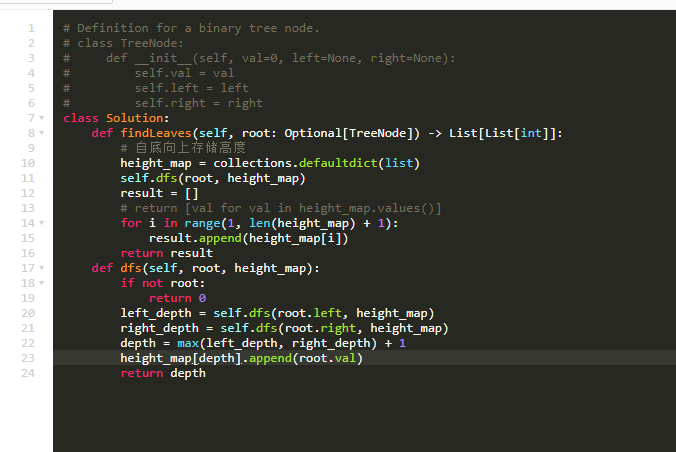 1 # Definition for a binary tree node.
2 # class TreeNode:
3 #     def __init__(self, val=0, left=None, right=None):
4 #         self.val = val
5 #         self.left = left
6 #         self.right = right
7 class Solution:
8     def findLeaves(self, root: Optional[TreeNode]) -> List[List[int]]:
9         # 自底向上存储高度
10         height_map = collections.defaultdict(list)
11         self.dfs(root, height_map)
12         result = []
13         # return [val for val in height_map.values()]
14         for i in range(1, len(height_map) + 1):
15             result.append(height_map[i])
16         return result
17     def dfs(self, root, height_map):
18         if not root:
19             return 0
20         left_depth = self.dfs(root.left, height_map)
21         right_depth = self.dfs(root.right, height_map)
22         depth = max(left_depth, right_depth) + 1
23         height_map[depth].append(root.val)
24         return depth